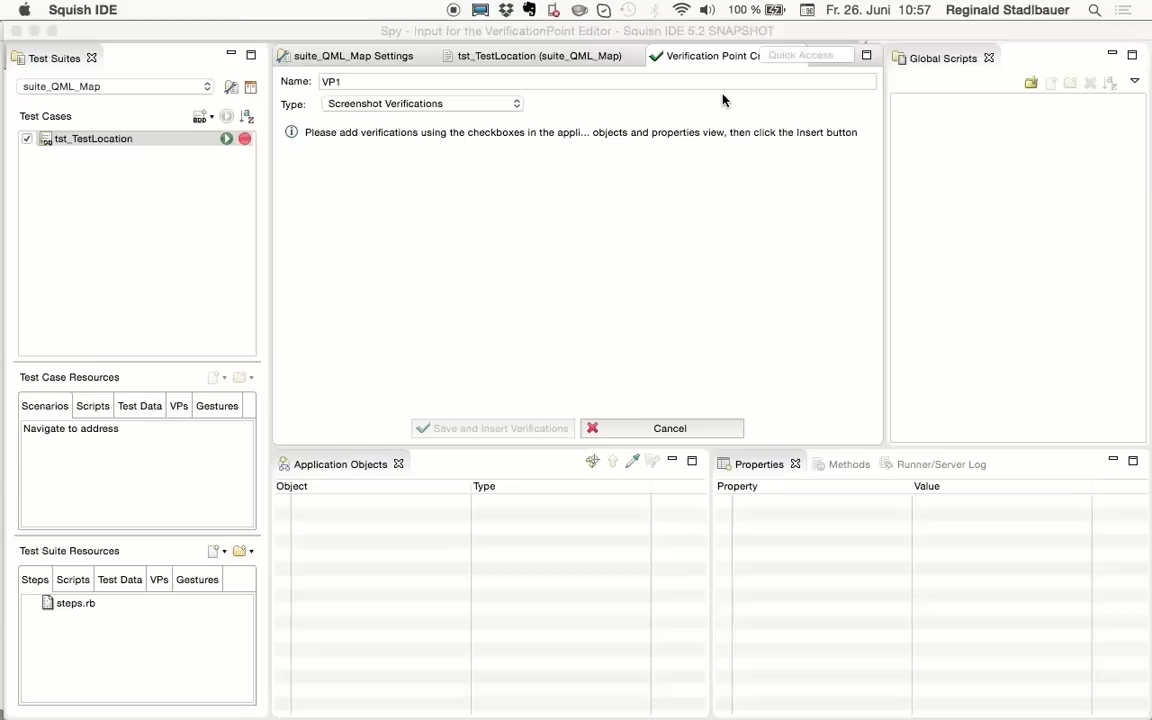 Squish IDE
100 %
Fr. 26. Juni 10:57
Reginald Stadlbauer
Spy - Input for the VerificationPoint Editor - Squish IDE 5.2 SNAPSHOT
Test Suites
suite_QML_Map Settings
tst_TestLocation (suite_QML_Map)
Verification Point C
Quick Access
Global Scripts
suite_QML_Map
Name:
VP1
Type:
Screenshot Verifications
Test Cases
BDD
tst_TestLocation
Please add verifications using the checkboxes in the appli... objects and properties view, then click the Insert button
Test Case Resources
Scenarios
Scripts
Test Data
VPs
Gestures
Navigate to address
Save and Insert Verifications
Cancel
Application Objects
Properties
Methods
Runner/Server Log
Object
Type
Property
Value
Test Suite Resources
Steps
Scripts
Test Data
VPs
Gestures
steps.rb